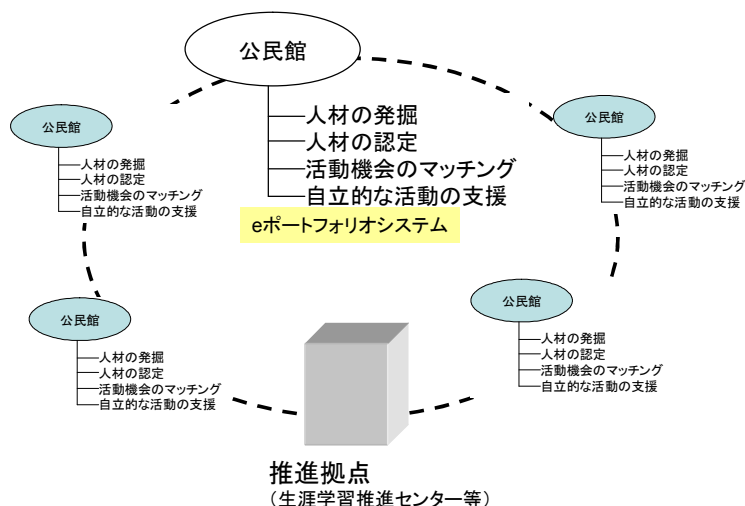 公民館
人材の発掘
人材の認定
活動機会のマッチング
自立的な活動の支援
eポートフォリオシステム
公民館
人材の発掘
人材の認定
活動機会のマッチング
自立的な活動の支援
公民館
人材の発掘
人材の認定
活動機会のマッチング
自立的な活動の支援
公民館
人材の発掘
人材の認定
活動機会のマッチング
自立的な活動の支援
公民館
人材の発掘
人材の認定
活動機会のマッチング
自立的な活動の支援
推進拠点
（生涯学習推進センター等）